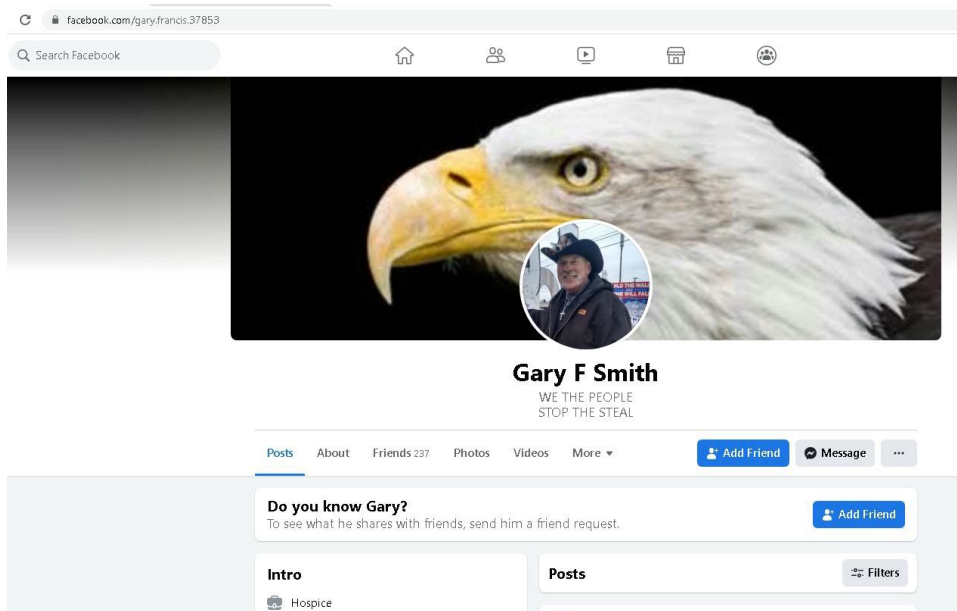 facebook.com/gary.francis.37853
Search Facebook
Gary F Smith
WE THE PEOPLE
STOP THE STEAL
Posts About Friends 237 Photos Videos More Add Friend Message ...
Do you know Gary?
To see what he shares with friends, send him a friend request.
Add Friend
Intro
Hospice
Posts
Filters